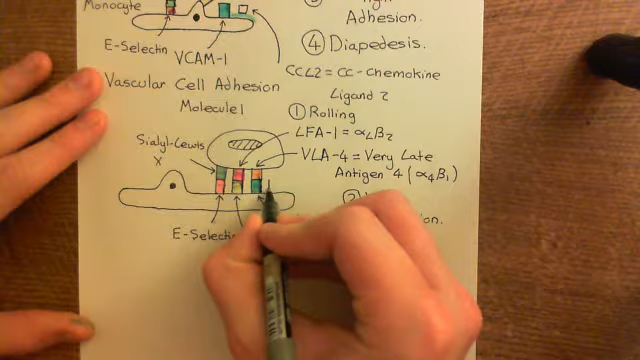 Monocyte
E-Selectin
VCAM-1
Vascular Cell Adhesion
Molecule 1
Adhesion.
④ Diapedesis.
CCL2 = CC-chemokine
Ligand 2
① Rolling
LFA-1 = αLβ2
VLA-4 = Very Late
Antigen 4 (α4β1)
②
Sialyl-Lewis
X
E-Selectin